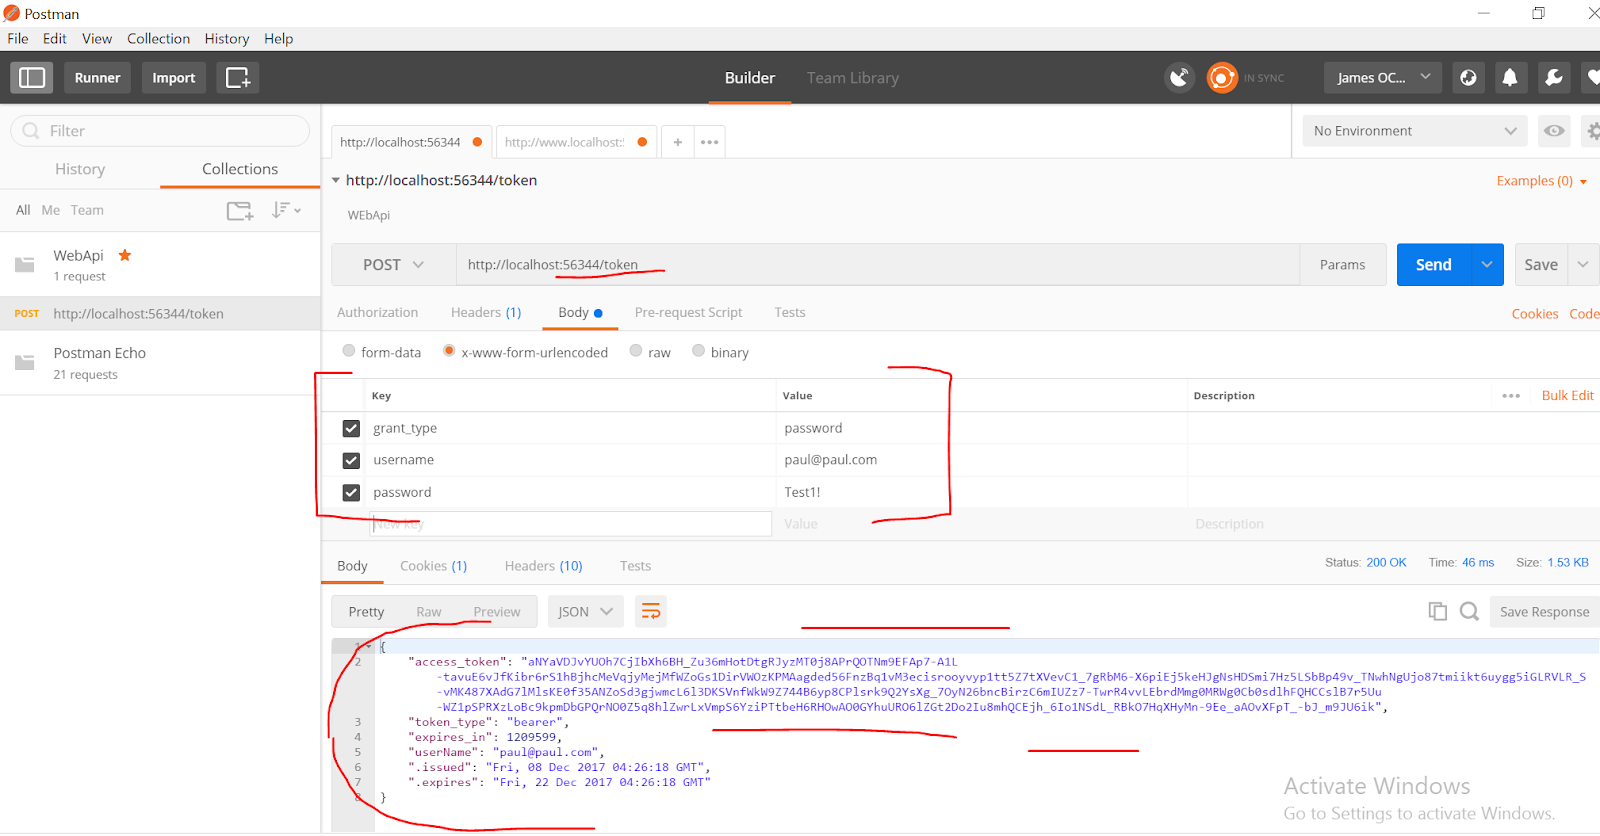 Postman
File Edit View Collection History Help
Runner Import Builder Team Library IN SYNC James OC...
Filter
History Collections
All Me Team
WebApi
1 request
POST http://localhost:56344/token
Postman Echo
21 requests
http://localhost:56344 http://www.localhost: + ••• No Environment
http://localhost:56344/token Examples (0)
WEbApi
POST http://localhost:56344/token Params Send Save
Authorization Headers (1) Body Pre-request Script Tests Cookies Code
form-data x-www-form-urlencoded raw binary
Key Value Description ••• Bulk Edit
grant_type password
username paul@paul.com
password Test1!
New key Value Description
Body Cookies (1) Headers (10) Tests Status: 200 OK Time: 46 ms Size: 1.53 KB
Pretty Raw Preview JSON Save Response
1 {
2 "access_token": "aNYaVDJvYUOh7CjIbXh6BH_Zu36mHotDtgRJyzMT0j8APrQOTNm9EFAp7-A1L
-tavuE6vJfKibr6rS1hBjhcMeVqjyMejMfWZoGs1DirVWOzKPMAagded56FnzBq1vM3ecisrooyvyp1tt5Z7tXVevC1_7gRbM6-X6piEj5keHJgNsHDSmi7Hz5LSbBp49v_TNwhNgUjo87tmiikt6uygg5iGLRVLR_S
-vMK487XAdG7lMlsKE0f35ANZoSd3gjwmcL6l3DKSVnfWkW9Z744B6yp8CPlsrk9Q2YsXg_7OyN26bncBirzC6mIUZz7-TwrR4vvLEbrdMmg0MRWg0Cb0sdlhFQHCCslB7r5Uu
-WZ1pSPRXzLoBc9kpmDbGPQrNO0Z5q8hlZwrLxVmpS6YziPTtbeH6RHOwAO0GYhuURO6lZGt2Do2Iu8mhQCEjh_6Io1NSdL_RBkO7HqXHyMn-9Ee_aAOvXFpT_-bJ_m9JU6ik",
3 "token_type": "bearer",
4 "expires_in": 1209599,
5 "userName": "paul@paul.com",
6 ".issued": "Fri, 08 Dec 2017 04:26:18 GMT",
7 ".expires": "Fri, 22 Dec 2017 04:26:18 GMT"
8 }
Activate Windows
Go to Settings to activate Windows.